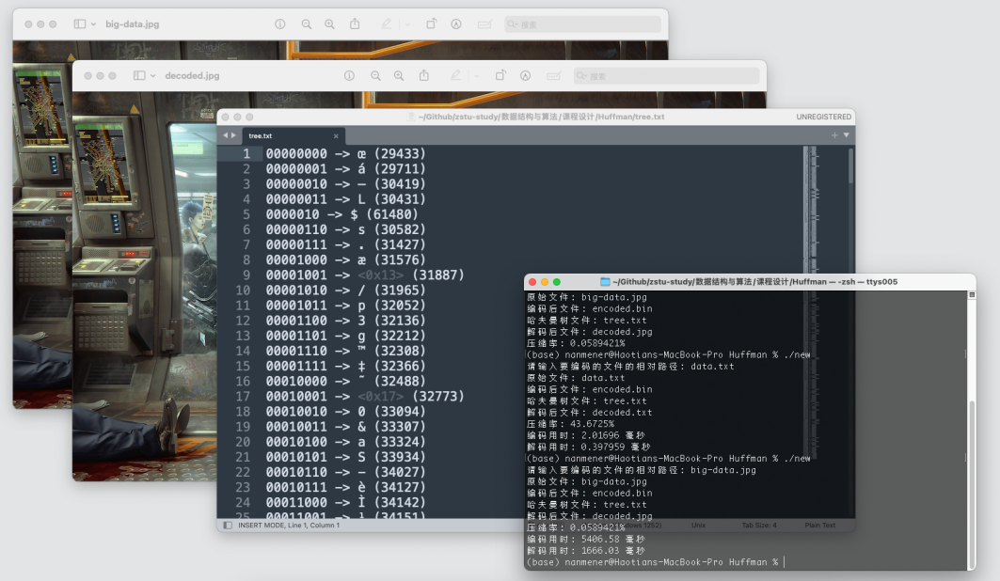 big-data.jpg
搜索
decoded.jpg
搜索
~/Github/zstu-study/数据结构与算法/课程设计/Huffman/tree.txt
UNREGISTERED
tree.txt
1 00000000 -> œ (29433)
2 00000001 -> á (29711)
3 00000010 -> — (30419)
4 00000011 -> L (30431)
5 0000010 -> $ (61480)
6 00000110 -> s (30582)
7 00000111 -> . (31427)
8 00001000 -> æ (31576)
9 00001001 -> <0x13> (31887)
10 00001010 -> / (31965)
11 00001011 -> p (32052)
12 00001100 -> 3 (32136)
13 00001101 -> g (32212)
14 00001110 -> ™ (32308)
15 00001111 -> ‡ (32366)
16 00010000 -> ˜ (32488)
17 00010001 -> <0x17> (32773)
18 00010010 -> 0 (33094)
19 00010011 -> & (33307)
20 00010100 -> a (33324)
21 00010101 -> S (33934)
22 00010110 -> – (34027)
23 00010111 -> è (34127)
24 00011000 -> Ì (34142)
INSERT MODE, Line 1, Column 1
1252)
Unix
Tab Size: 4
Plain Text
~/Github/zstu-study/数据结构与算法/课程设计/Huffman — -zsh — ttys005
原始文件: big-data.jpg
编码后文件: encoded.bin
哈夫曼树文件: tree.txt
解码后文件: decoded.jpg
压缩率: 0.0589421%
(base) nanmener@Haotians-MacBook-Pro Huffman % ./new
请输入要编码的文件的相对路径: data.txt
原始文件: data.txt
编码后文件: encoded.bin
哈夫曼树文件: tree.txt
解码后文件: decoded.txt
压缩率: 43.6725%
编码用时: 2.01696 毫秒
解码用时: 0.397959 毫秒
(base) nanmener@Haotians-MacBook-Pro Huffman % ./new
请输入要编码的文件的相对路径: big-data.jpg
原始文件: big-data.jpg
编码后文件: encoded.bin
哈夫曼树文件: tree.txt
解码后文件: decoded.jpg
压缩率: 0.0589421%
编码用时: 5406.58 毫秒
解码用时: 1666.03 毫秒
(base) nanmener@Haotians-MacBook-Pro Huffman %